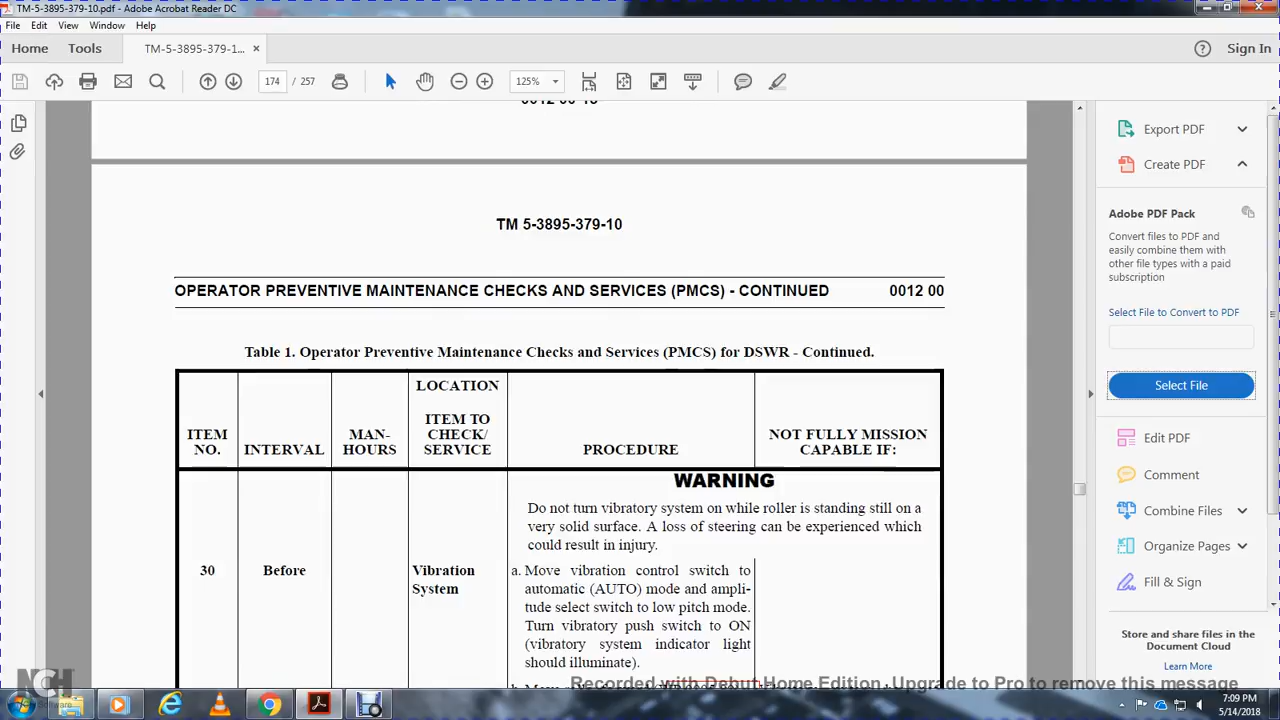 TM-5-3895-379-10.pdf - Adobe Acrobat Reader DC
File Edit View Window Help
Home Tools TM-5-3895-379-1... × Sign In
174 / 257 125%
0012 00-13
Export PDF
Create PDF
Adobe PDF Pack
Convert files to PDF and
easily combine them with
other file types with a paid
subscription
Select File to Convert to PDF
Select File
Edit PDF
Comment
Combine Files
Organize Pages
Fill & Sign
Store and share files in the
Document Cloud
Learn More
TM 5-3895-379-10
OPERATOR PREVENTIVE MAINTENANCE CHECKS AND SERVICES (PMCS) - CONTINUED 0012 00
Table 1. Operator Preventive Maintenance Checks and Services (PMCS) for DSWR - Continued.
ITEM
NO.
INTERVAL
MAN-
HOURS
LOCATION
ITEM TO
CHECK/
SERVICE
PROCEDURE
NOT FULLY MISSION
CAPABLE IF:
WARNING
Do not turn vibratory system on while roller is standing still on a
very solid surface. A loss of steering can be experienced which
could result in injury.
30
Before
Vibration
System
a. Move vibration control switch to
automatic (AUTO) mode and ampli-
tude select switch to low pitch mode.
Turn vibratory push switch to ON
(vibratory system indicator light
should illuminate).
Recorded with Debut Home Edition. Upgrade to Pro to remove this message
NCH
Software
7:09 PM
5/14/2018